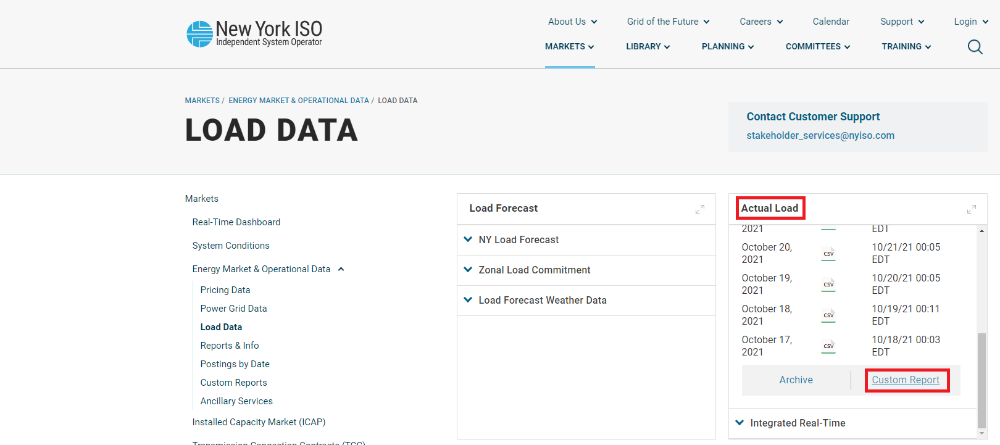 New York ISO
Independent System Operator
About Us
Grid of the Future
Careers
Calendar
Support
Login
MARKETS
LIBRARY
PLANNING
COMMITTEES
TRAINING
MARKETS / ENERGY MARKET & OPERATIONAL DATA / LOAD DATA
LOAD DATA
Contact Customer Support
stakeholder_services@nyiso.com
Markets
Real-Time Dashboard
System Conditions
Energy Market & Operational Data
Pricing Data
Power Grid Data
Load Data
Reports & Info
Postings by Date
Custom Reports
Ancillary Services
Installed Capacity Market (ICAP)
Transmission Congestion Contracts (TCC)
Load Forecast
NY Load Forecast
Zonal Load Commitment
Load Forecast Weather Data
Actual Load
2021 EDT
October 20, csv 10/21/21 00:05
2021 EDT
October 19, csv 10/20/21 00:05
2021 EDT
October 18, csv 10/19/21 00:11
2021 EDT
October 17, csv 10/18/21 00:03
2021 EDT
Archive
Custom Report
Integrated Real-Time